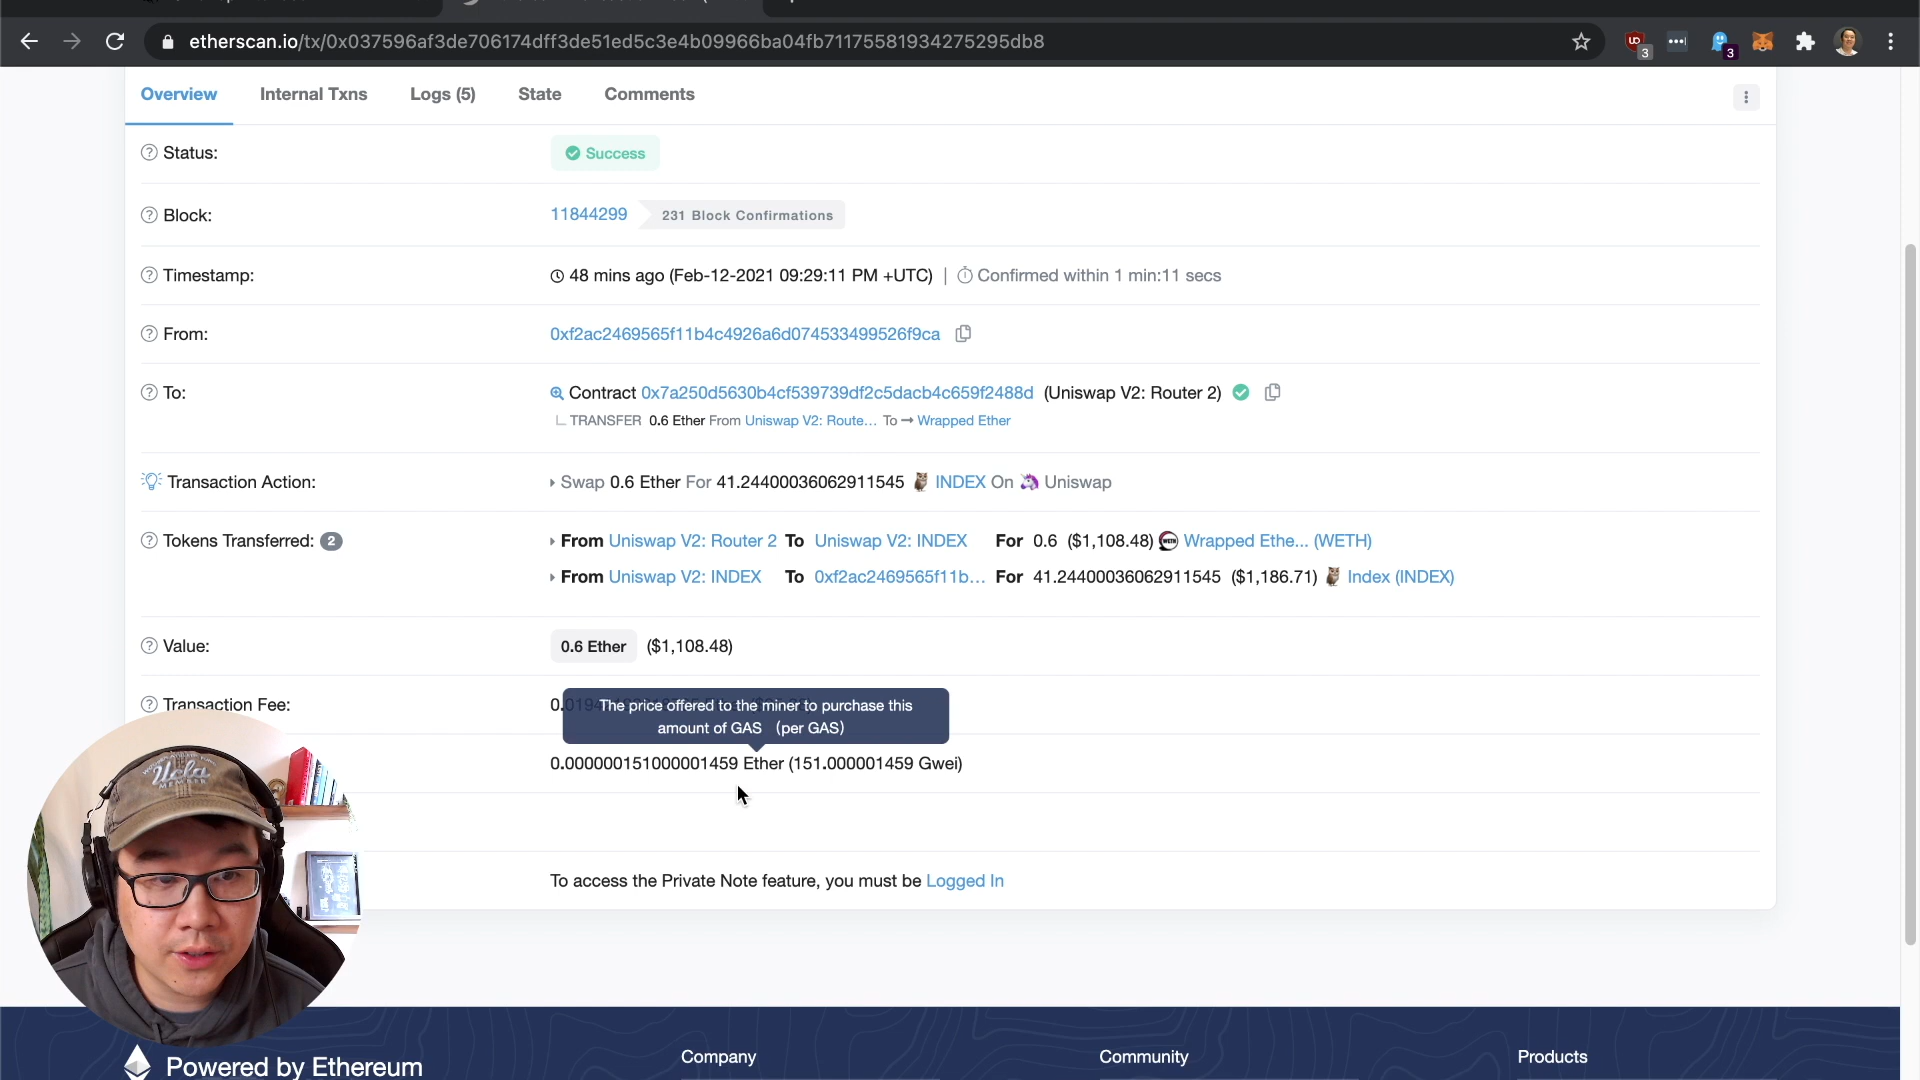 etherscan.io/tx/0x037596af3de706174dff3de51ed5c3e4b09966ba04fb71175581934275295db8
UD
3
3
Overview
Internal Txns
Logs (5)
State
Comments
Status:
Success
Block:
11844299
231 Block Confirmations
Timestamp:
48 mins ago (Feb-12-2021 09:29:11 PM +UTC) | Confirmed within 1 min:11 secs
From:
0xf2ac2469565f11b4c4926a6d074533499526f9ca
To:
Contract 0x7a250d5630b4cf539739df2c5dacb4c659f2488d (Uniswap V2: Router 2)
TRANSFER 0.6 Ether From Uniswap V2: Route... To → Wrapped Ether
Transaction Action:
Swap 0.6 Ether For 41.24400036062911545 INDEX On Uniswap
Tokens Transferred: 2
From Uniswap V2: Router 2 To Uniswap V2: INDEX For 0.6 ($1,108.48) Wrapped Ethe... (WETH)
From Uniswap V2: INDEX To 0xf2ac2469565f11b... For 41.24400036062911545 ($1,186.71) Index (INDEX)
Value:
0.6 Ether ($1,108.48)
Transaction Fee:
The price offered to the miner to purchase this
amount of GAS (per GAS)
0.000000151000001459 Ether (151.000001459 Gwei)
To access the Private Note feature, you must be Logged In
Ucla
MEMBER
Powered by Ethereum
Company
Community
Products